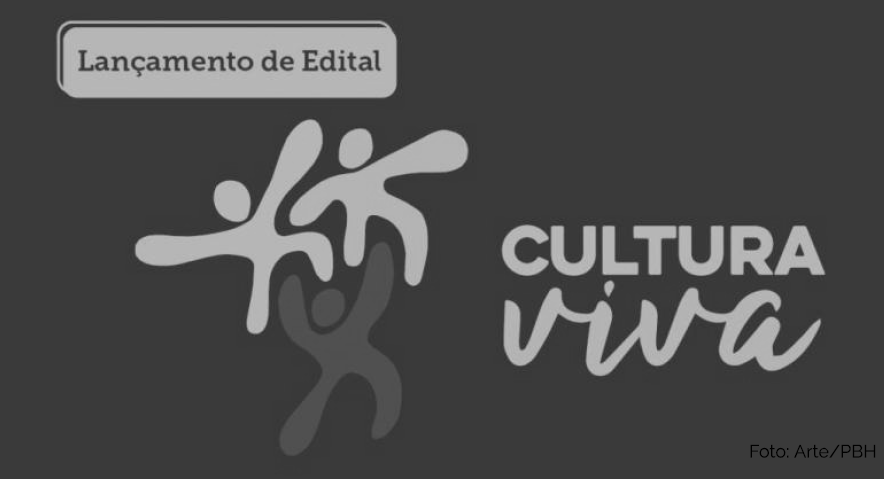 Lançamento de Edital
CULTURA
viva
Foto: Arte/PBH